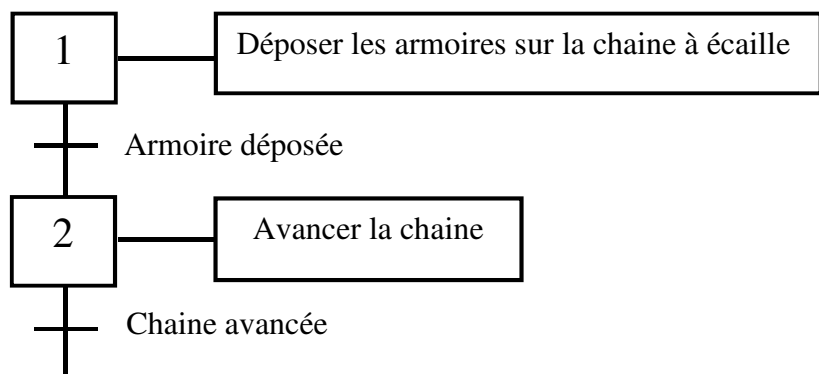 1
Déposer les armoires sur la chaine à écaille
Armoire déposée
2
Avancer la chaine
Chaine avancée